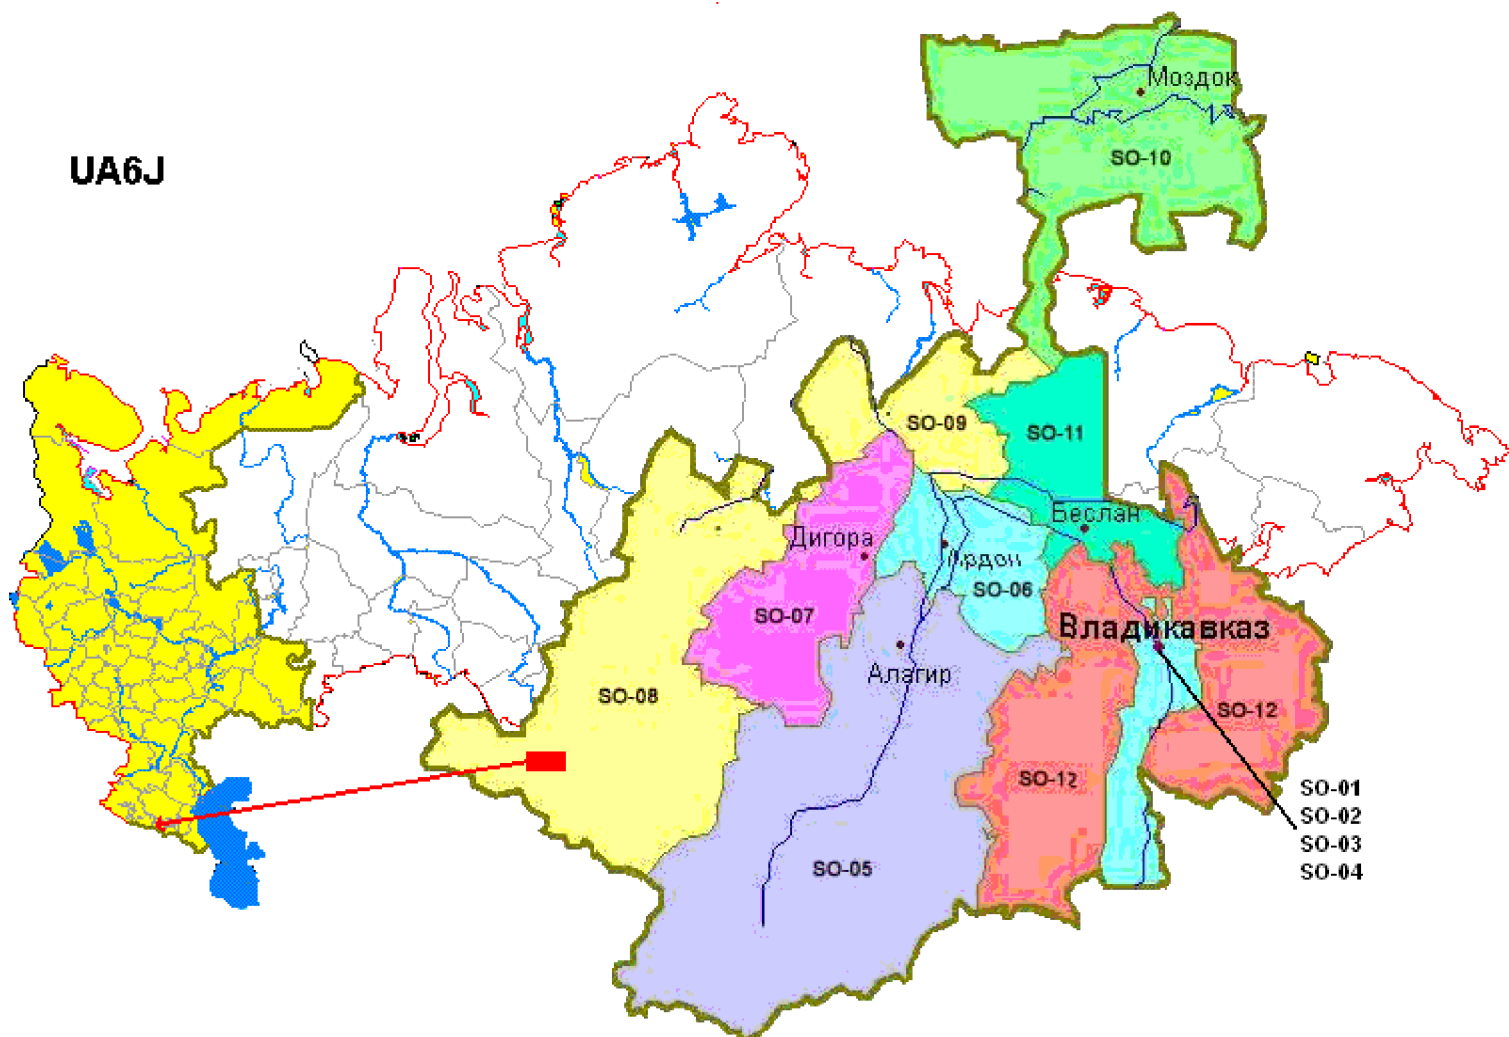 UA6J
Моздок
SO-10
SO-09
SO-11
Беслан
Дигора
Ардон
SO-06
SO-07
Владикавказ
Алагир
SO-08
SO-12
SO-12
SO-01
SO-02
SO-03
SO-04
SO-05